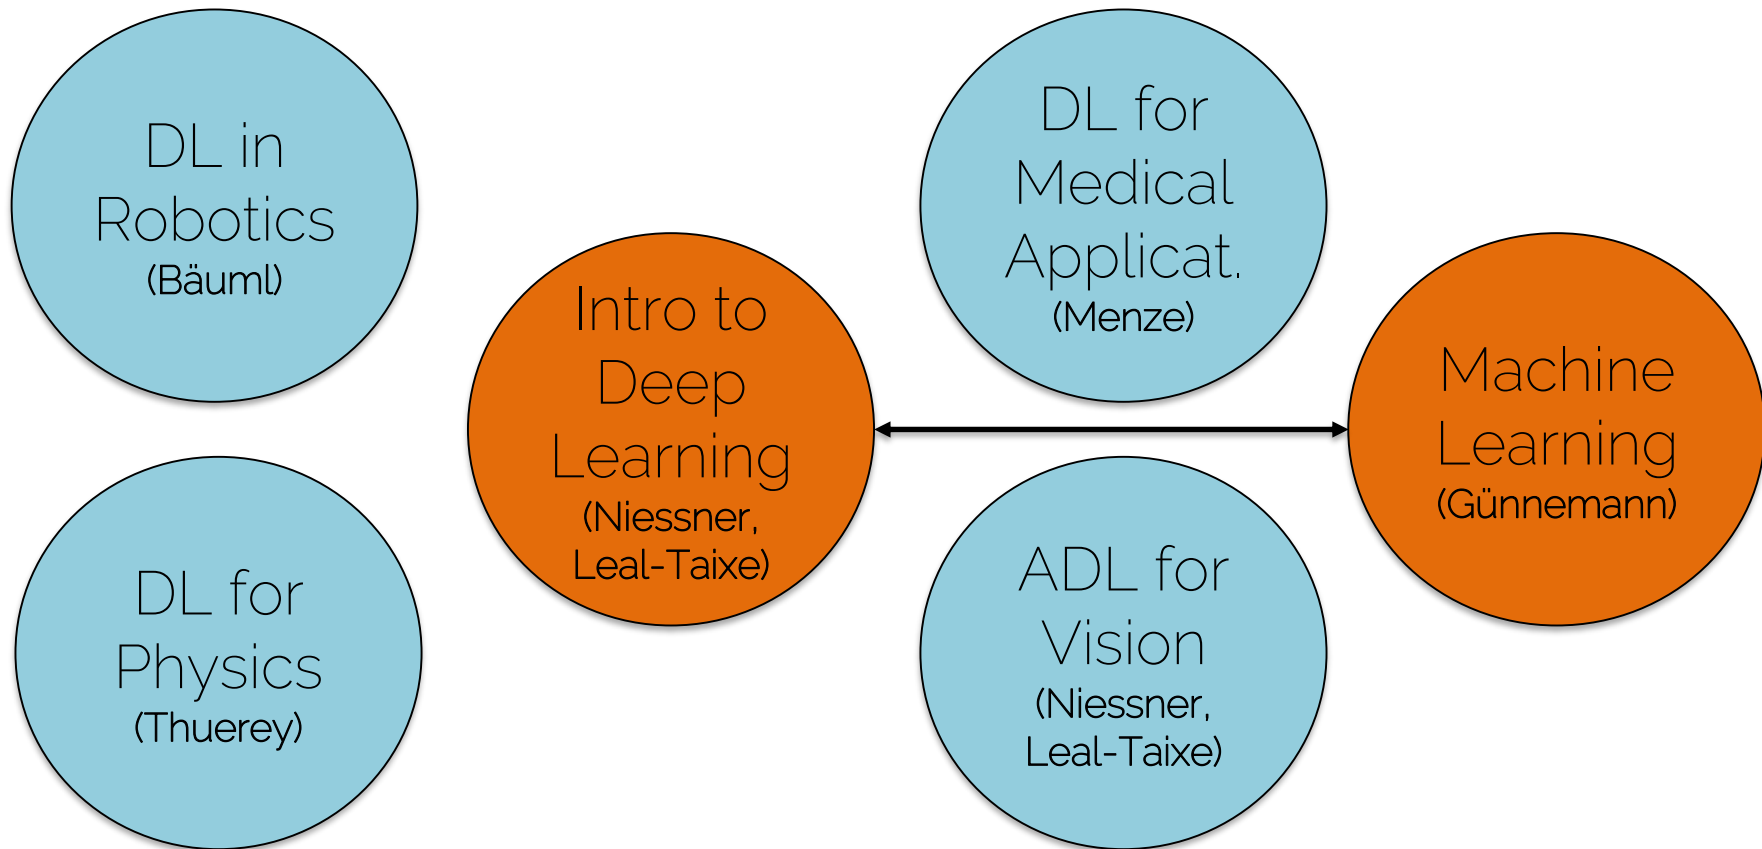 DL in
Robotics
(Bäuml)
DL for
Physics
(Thuerey)
Intro to
Deep
Learning
(Niessner,
Leal-Taixe)
DL for
Medical
Applicat.
(Menze)
ADL for
Vision
(Niessner,
Leal-Taixe)
Machine
Learning
(Günnemann)